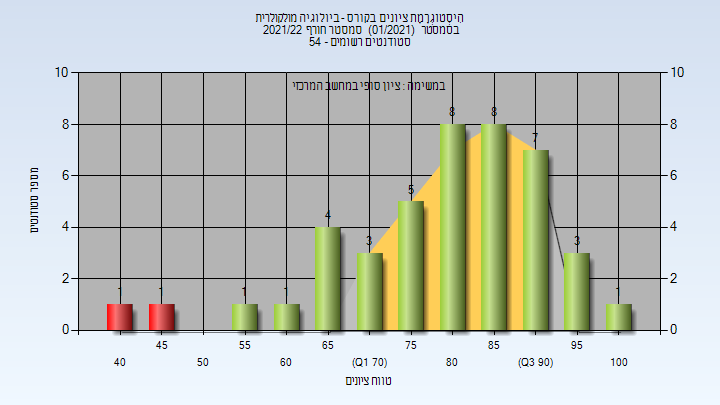 הִיסְטוֹגְרָמַת ציונים בקורס - ביולוגיה מולקולרית
בסמסטר (01/2021) סמסטר חורף 2021/22
סטודנטים רשומים - 54
במשימה : ציון סופי במחשב המרכזי
10 10
8 8
6 6
4 4
2 2
0 0
מספר סטודנטים
1 1 1 1 4 3 5 8 8 7 3 1
45 55 65 75 85 95
40 50 60 (Q1 70) 80 (Q3 90) 100
טווח ציונים